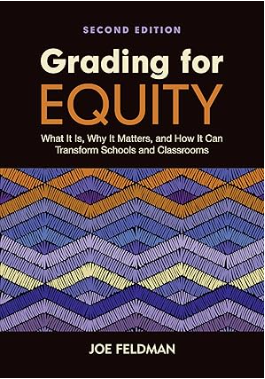 SECOND EDITION
Grading for
EQUITY
What It Is, Why It Matters, and How It Can
Transform Schools and Classrooms
JOE FELDMAN